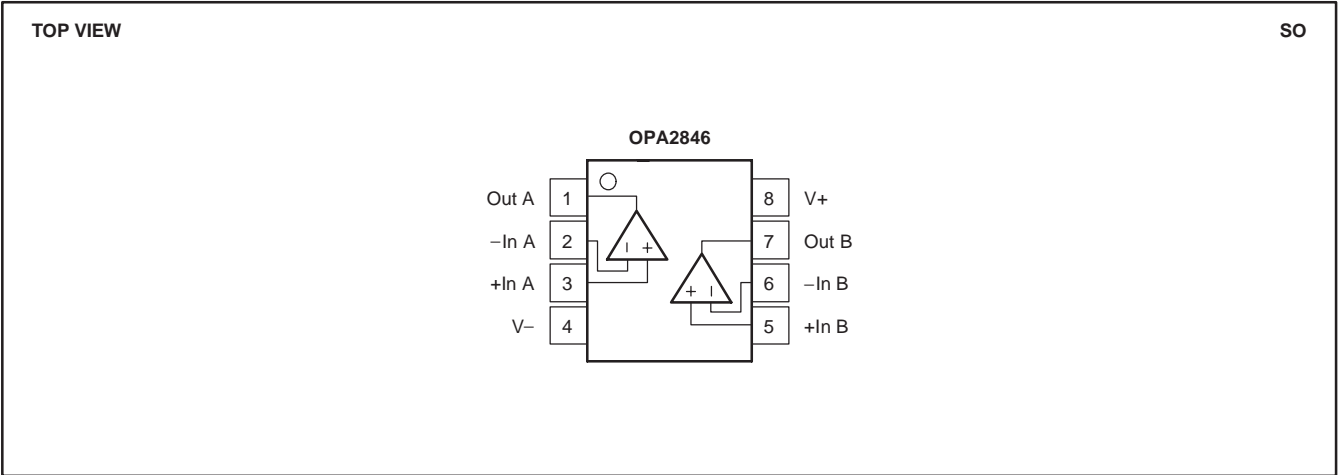 TOP VIEW
SO
OPA2846
Out A 1
−In A 2
+In A 3
V− 4
8 V+
7 Out B
6 −In B
5 +In B
− +
+ −